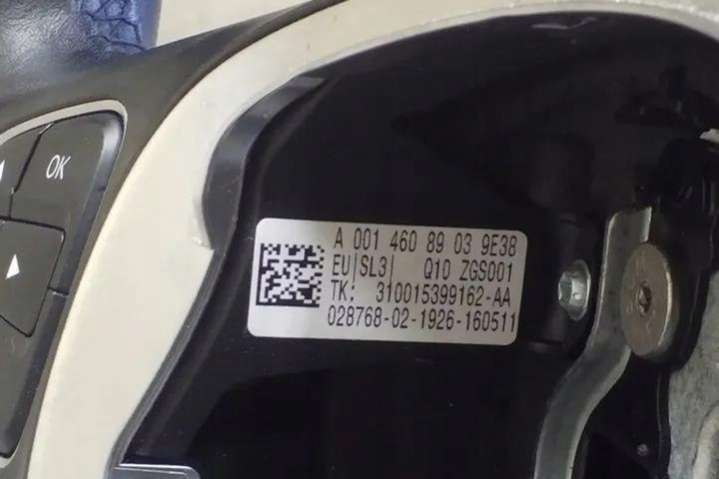 OK
A 001 460 89 03 9E38
EU|SL3| Q10 ZGS001
TK: 310015399162-AA
028768-02-1926-160511